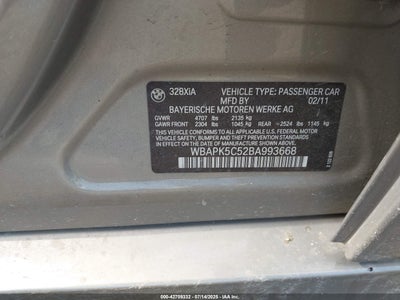 328XiA VEHICLE TYPE: PASSENGER CAR
MFD BY 02/11
BAYERISCHE MOTOREN WERKE AG
GVWR 4707 lbs 2135 kg
GAWR FRONT 2304 lbs 1045 kg REAR -2524 lbs 1145 kg
THIS VEHICLE CONFORMS TO ALL APPLICABLE U.S. FEDERAL
MOTOR VEHICLE SAFETY, BUMPER, AND THEFT PREVENTION
STANDARDS IN EFFECT ON THE DATE OF MANUFACTURE SHOWN ABOVE.
WBAPK5C52BA993668
ID: 000-42709332 - 07/14/2025 - IAA Inc.